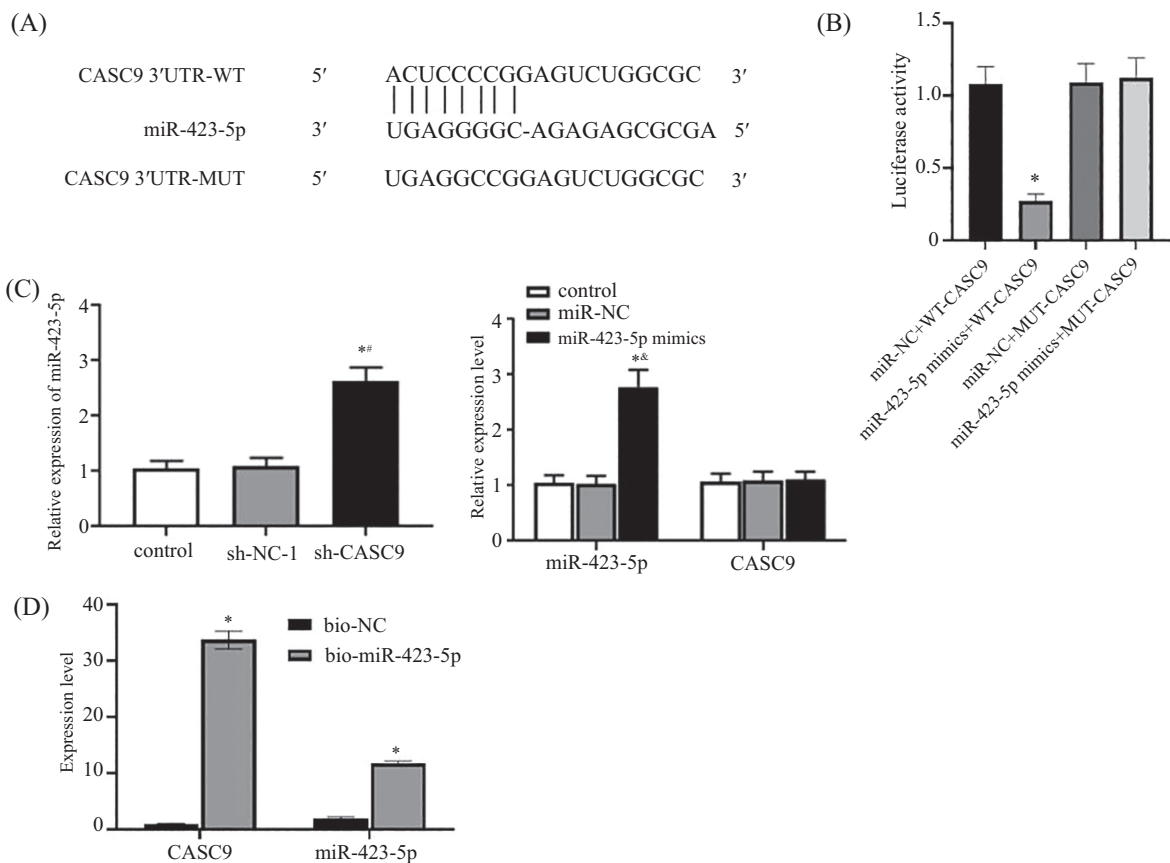 (A)
CASC9 3′UTR-WT 5′ ACUCCCCGGAGUCUGGCGC 3′
miR-423-5p 3′ UGAGGGGC-AGAGAGCGCGA 5′
CASC9 3′UTR-MUT 5′ UGAGGCCGGAGUCUGGCGC 3′
(B)
Luciferase activity
1.5
1.0
0.5
0
*
miR-NC+WT-CASC9
miR-423-5p mimics+WT-CASC9
miR-NC+MUT-CASC9
miR-423-5p mimics+MUT-CASC9
(C)
Relative expression of miR-423-5p
4
3
2
1
0
*#
control sh-NC-1 sh-CASC9
control
miR-NC
miR-423-5p mimics
Relative expression level
4
3
2
1
0
*&
miR-423-5p CASC9
(D)
Expression level
40
30
20
10
0
*
*
bio-NC
bio-miR-423-5p
CASC9 miR-423-5p